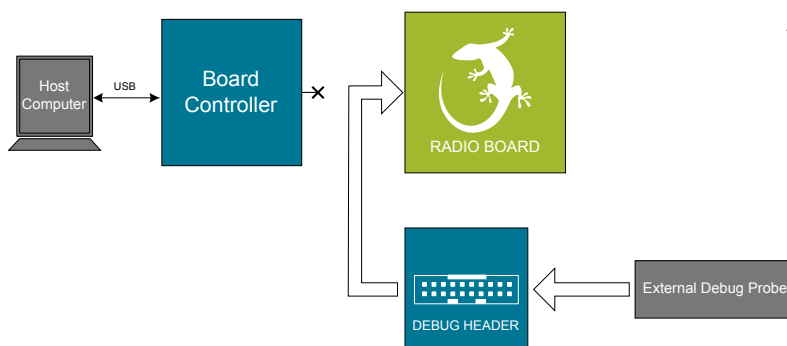 Host
Computer
USB
Board
Controller
RADIO BOARD
DEBUG HEADER
External Debug Probe